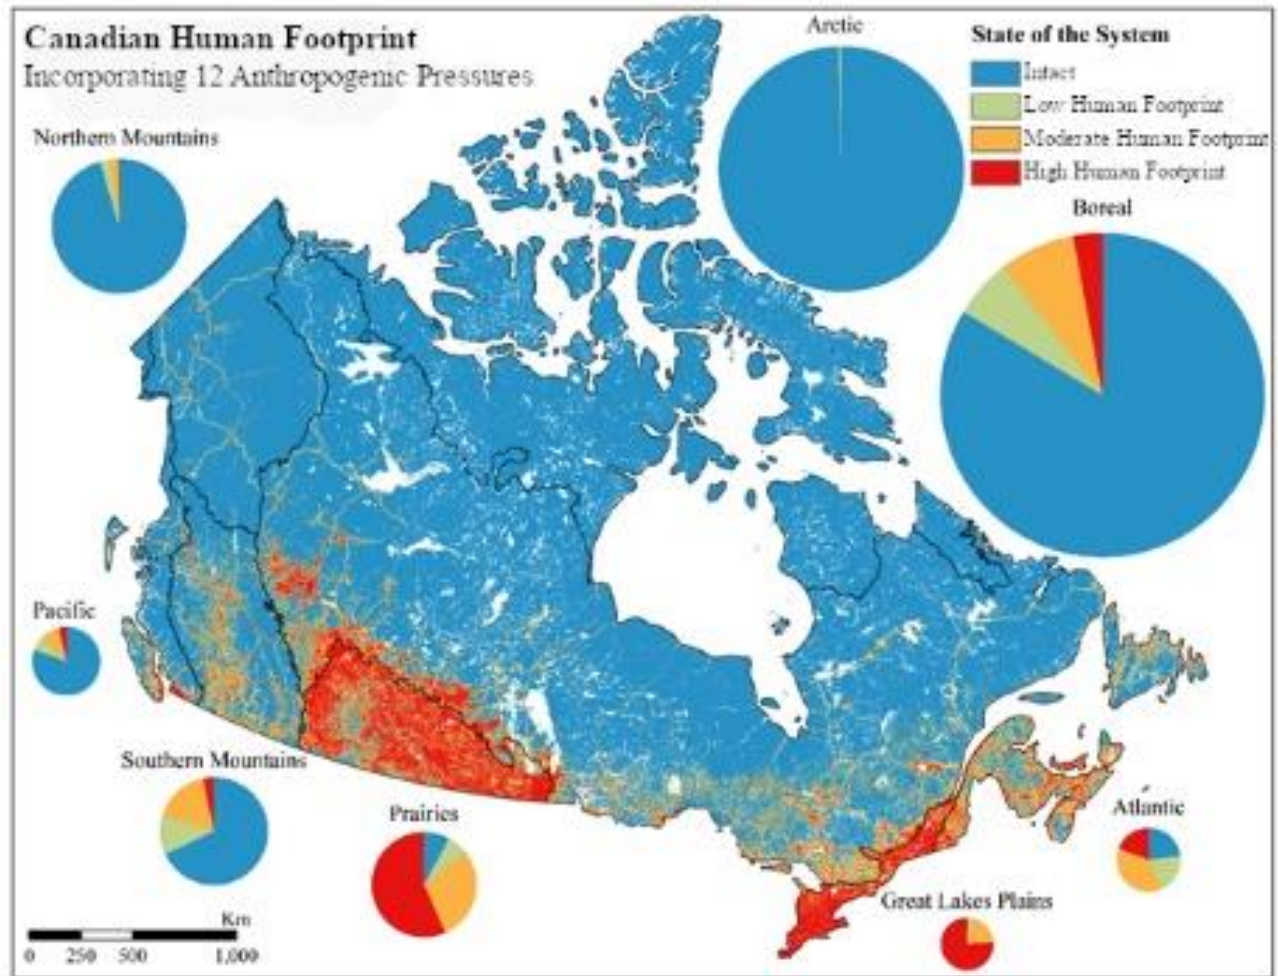 Canadian Human Footprint
Incorporating 12 Anthropogenic Pressures
Northern Mountains
Arctic
State of the System
Intact
Low Human Footprint
Moderate Human Footprint
High Human Footprint
Boreal
Pacific
Southern Mountains
Prairies
Atlantic
Great Lakes Plains
Km
0 250 500 1,000